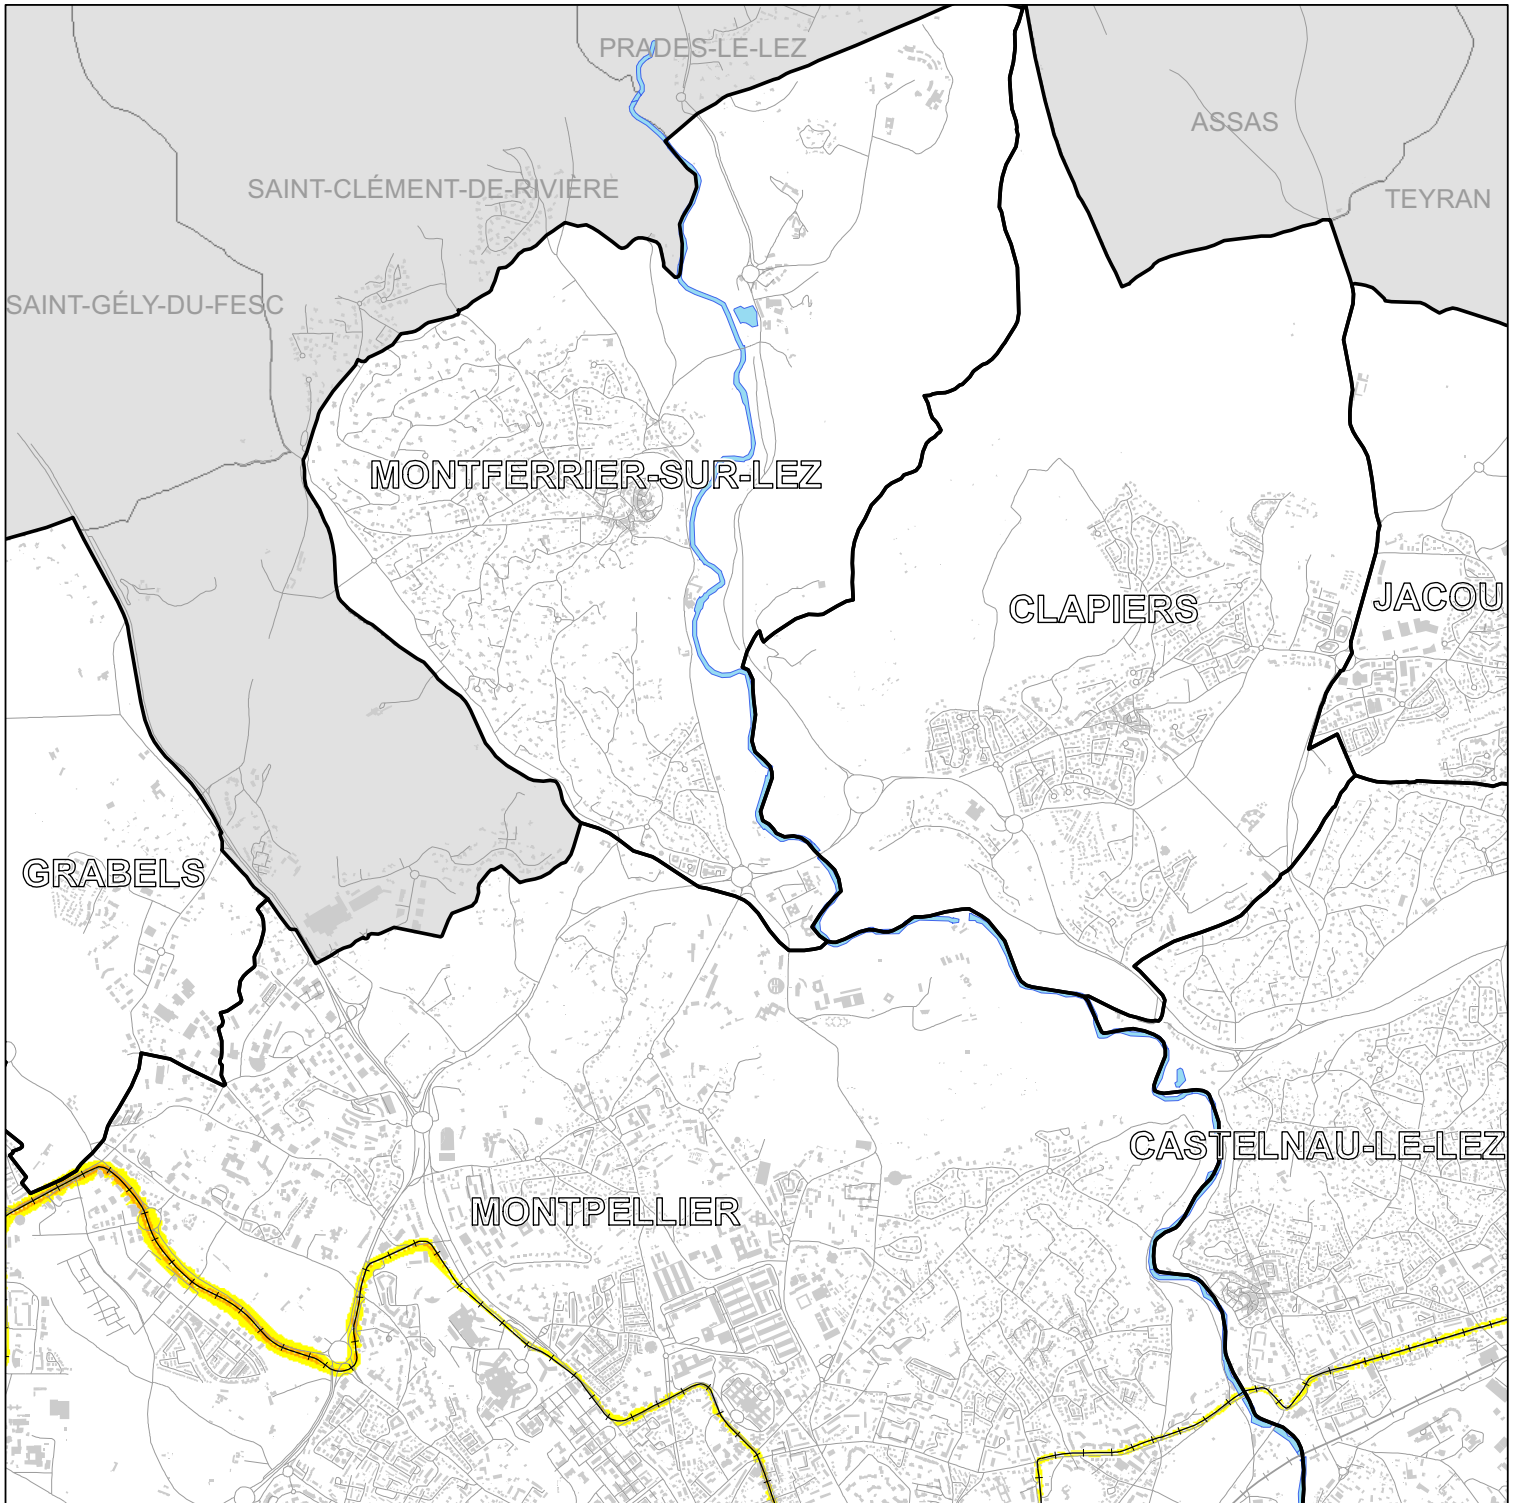 PRADES-LE-LEZ
ASSAS
SAINT-CLÉMENT-DE-RIVIÈRE
TEYRAN
SAINT-GÉLY-DU-FESC
MONTFERRIER-SUR-LEZ
CLAPIERS
JACOU
GRABELS
CASTELNAU-LE-LEZ
MONTPELLIER